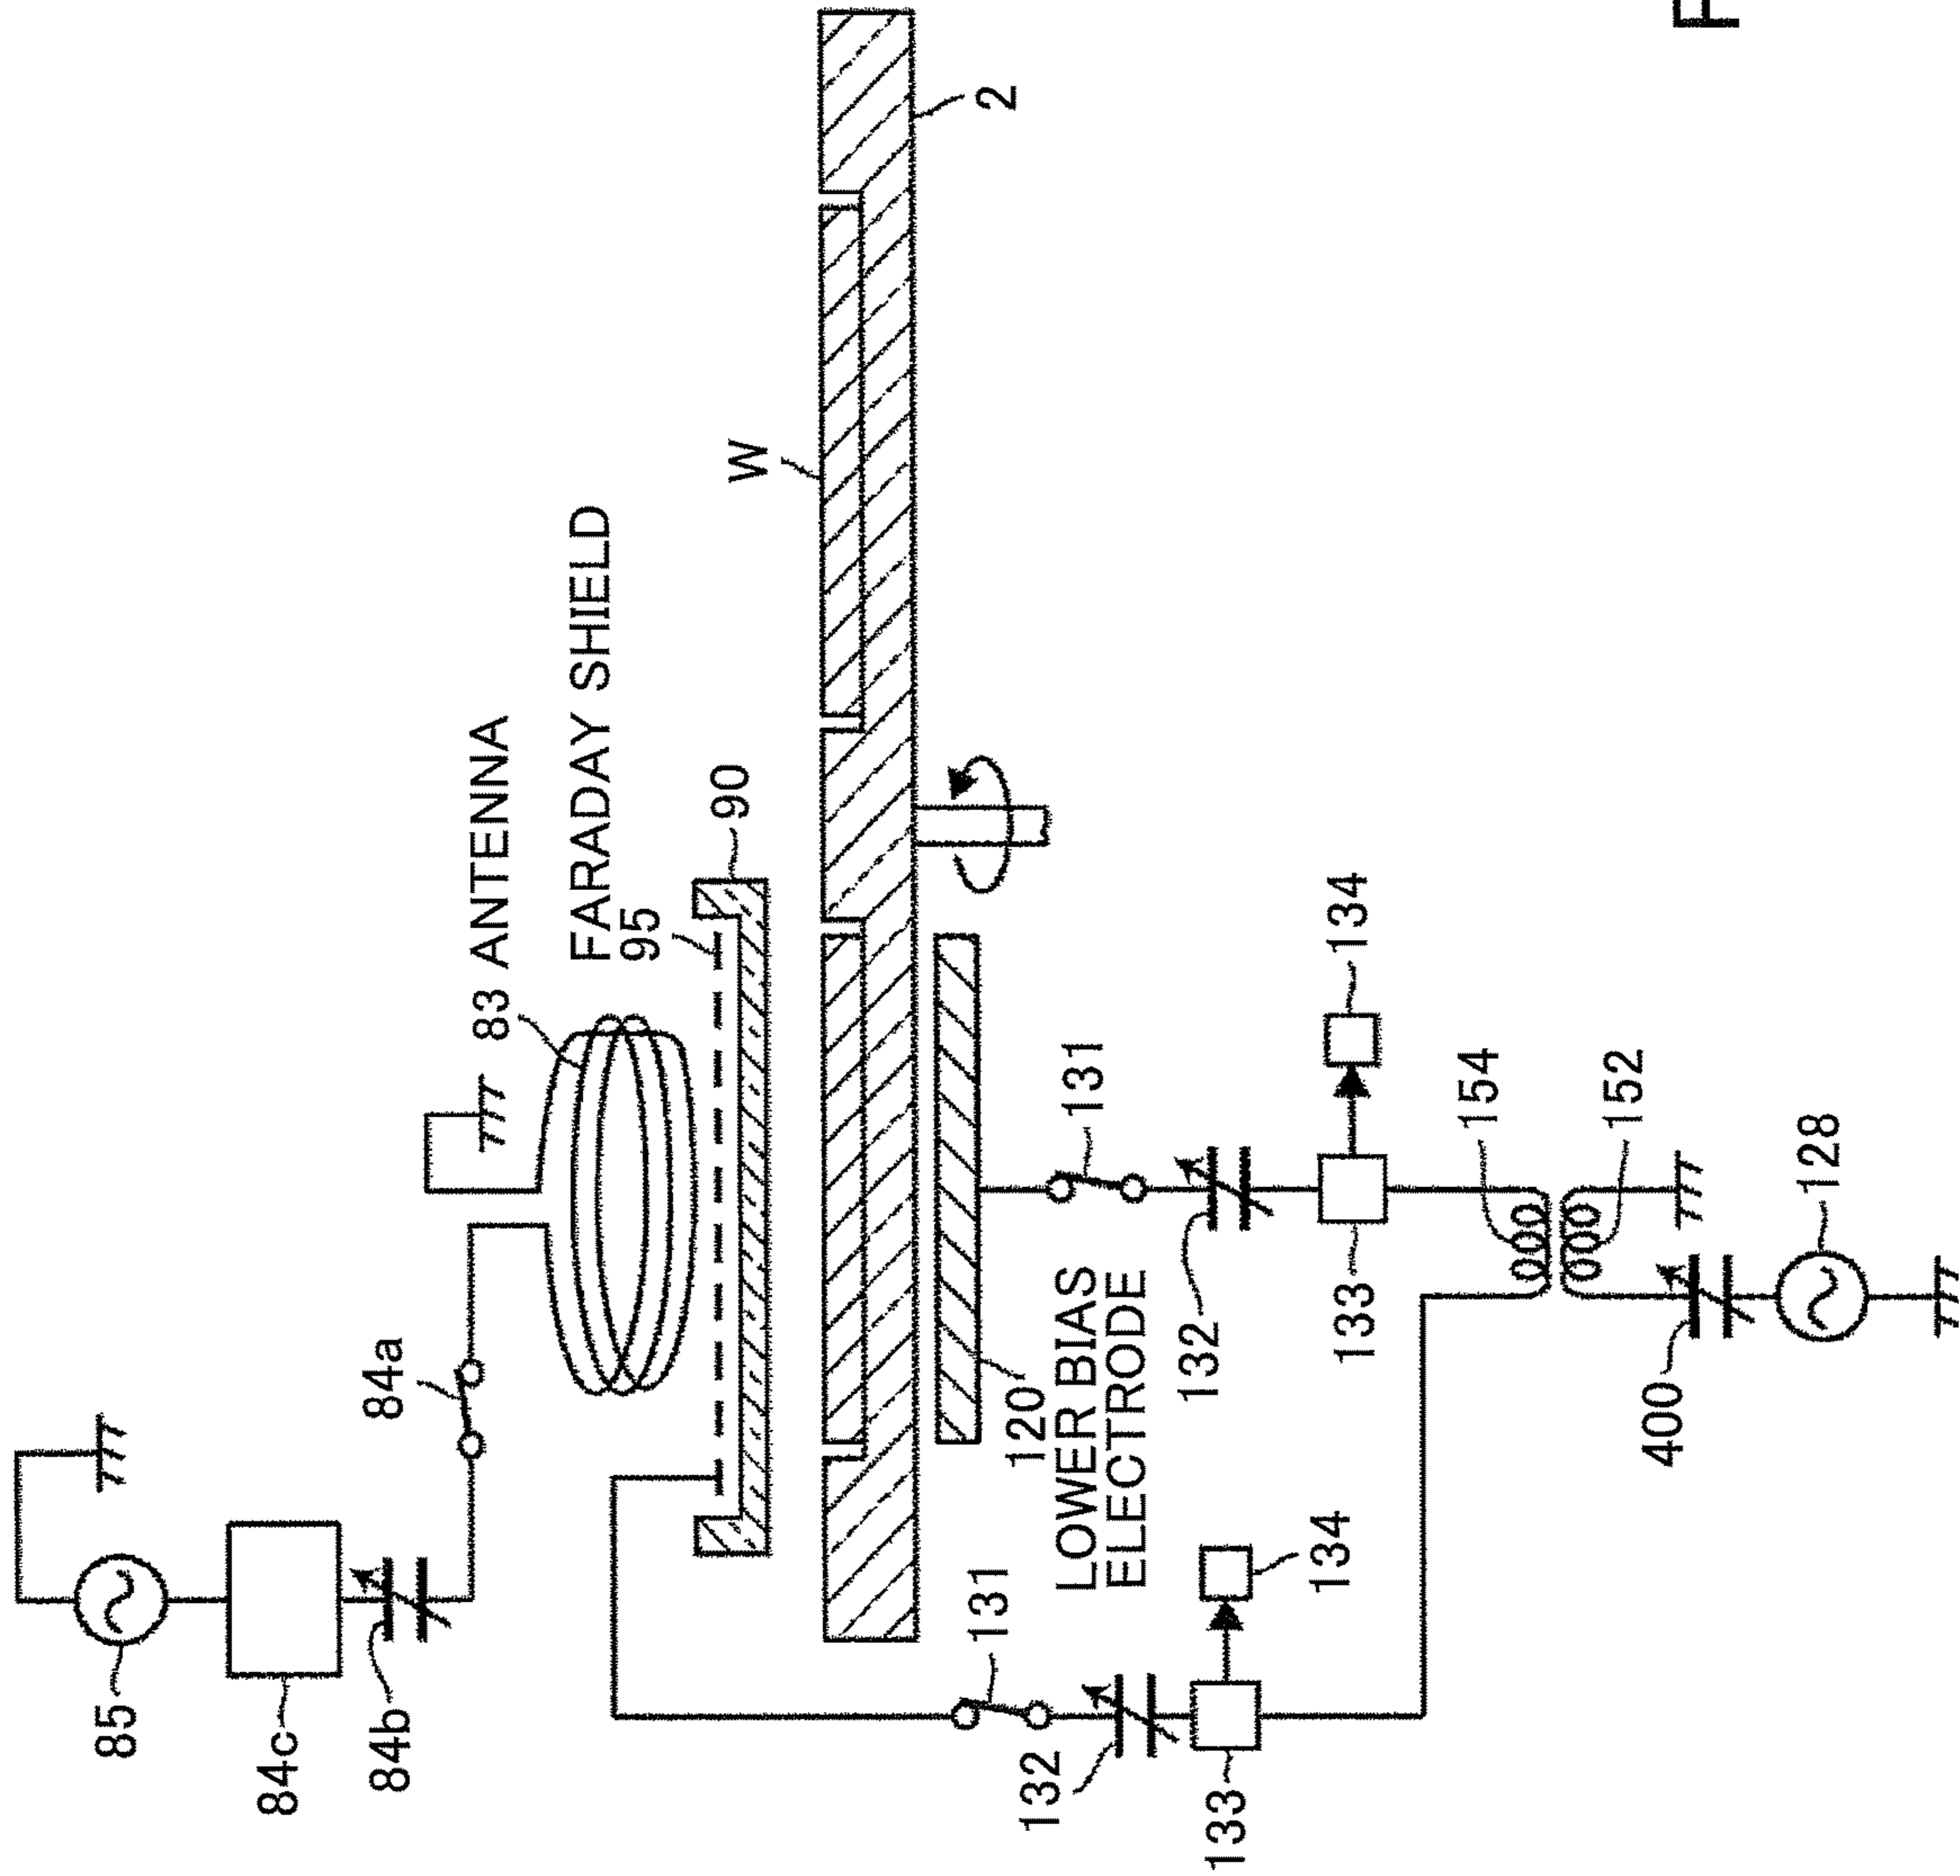 85
84c
84b
84a
83 ANTENNA
FARADAY SHIELD
95
90
W
2
120
LOWER BIAS
ELECTRODE
131
132
133
134
131
132
133
134
154
152
400
128
F